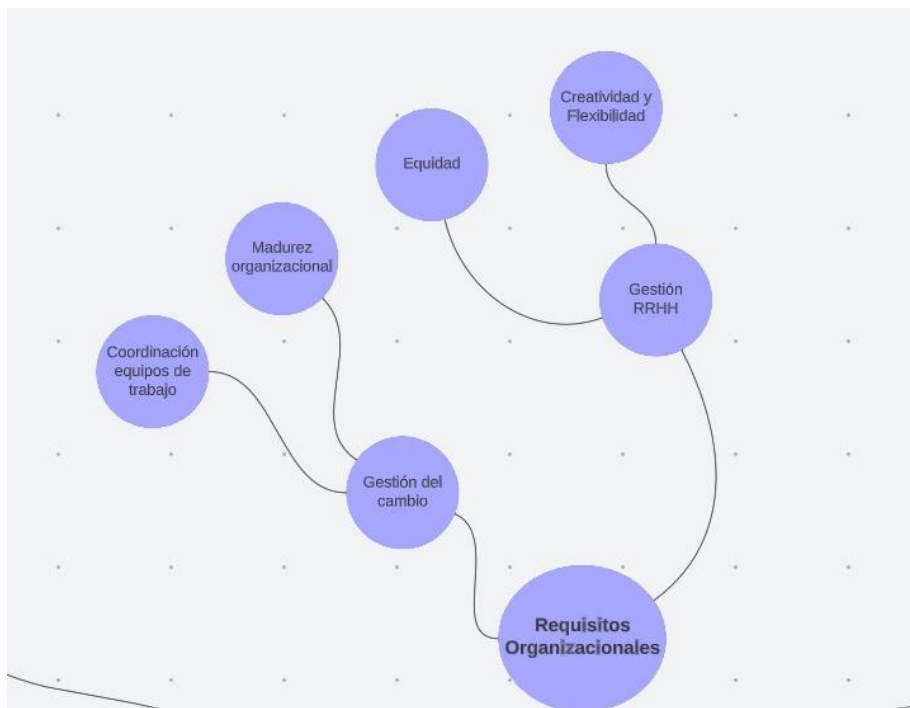 Creatividad y
Flexibilidad
Equidad
Madurez
organizacional
Gestión
RRHH
Coordinación
equipos de
trabajo
Gestión del
cambio
Requisitos
Organizacionales